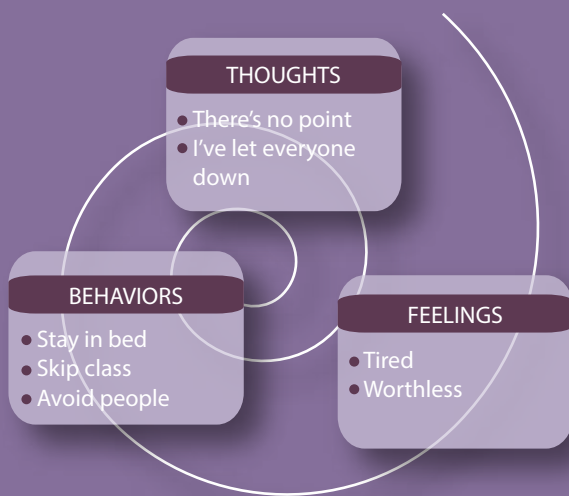 THOUGHTS
• There's no point
• I've let everyone
down
BEHAVIORS
• Stay in bed
• Skip class
• Avoid people
FEELINGS
• Tired
• Worthless